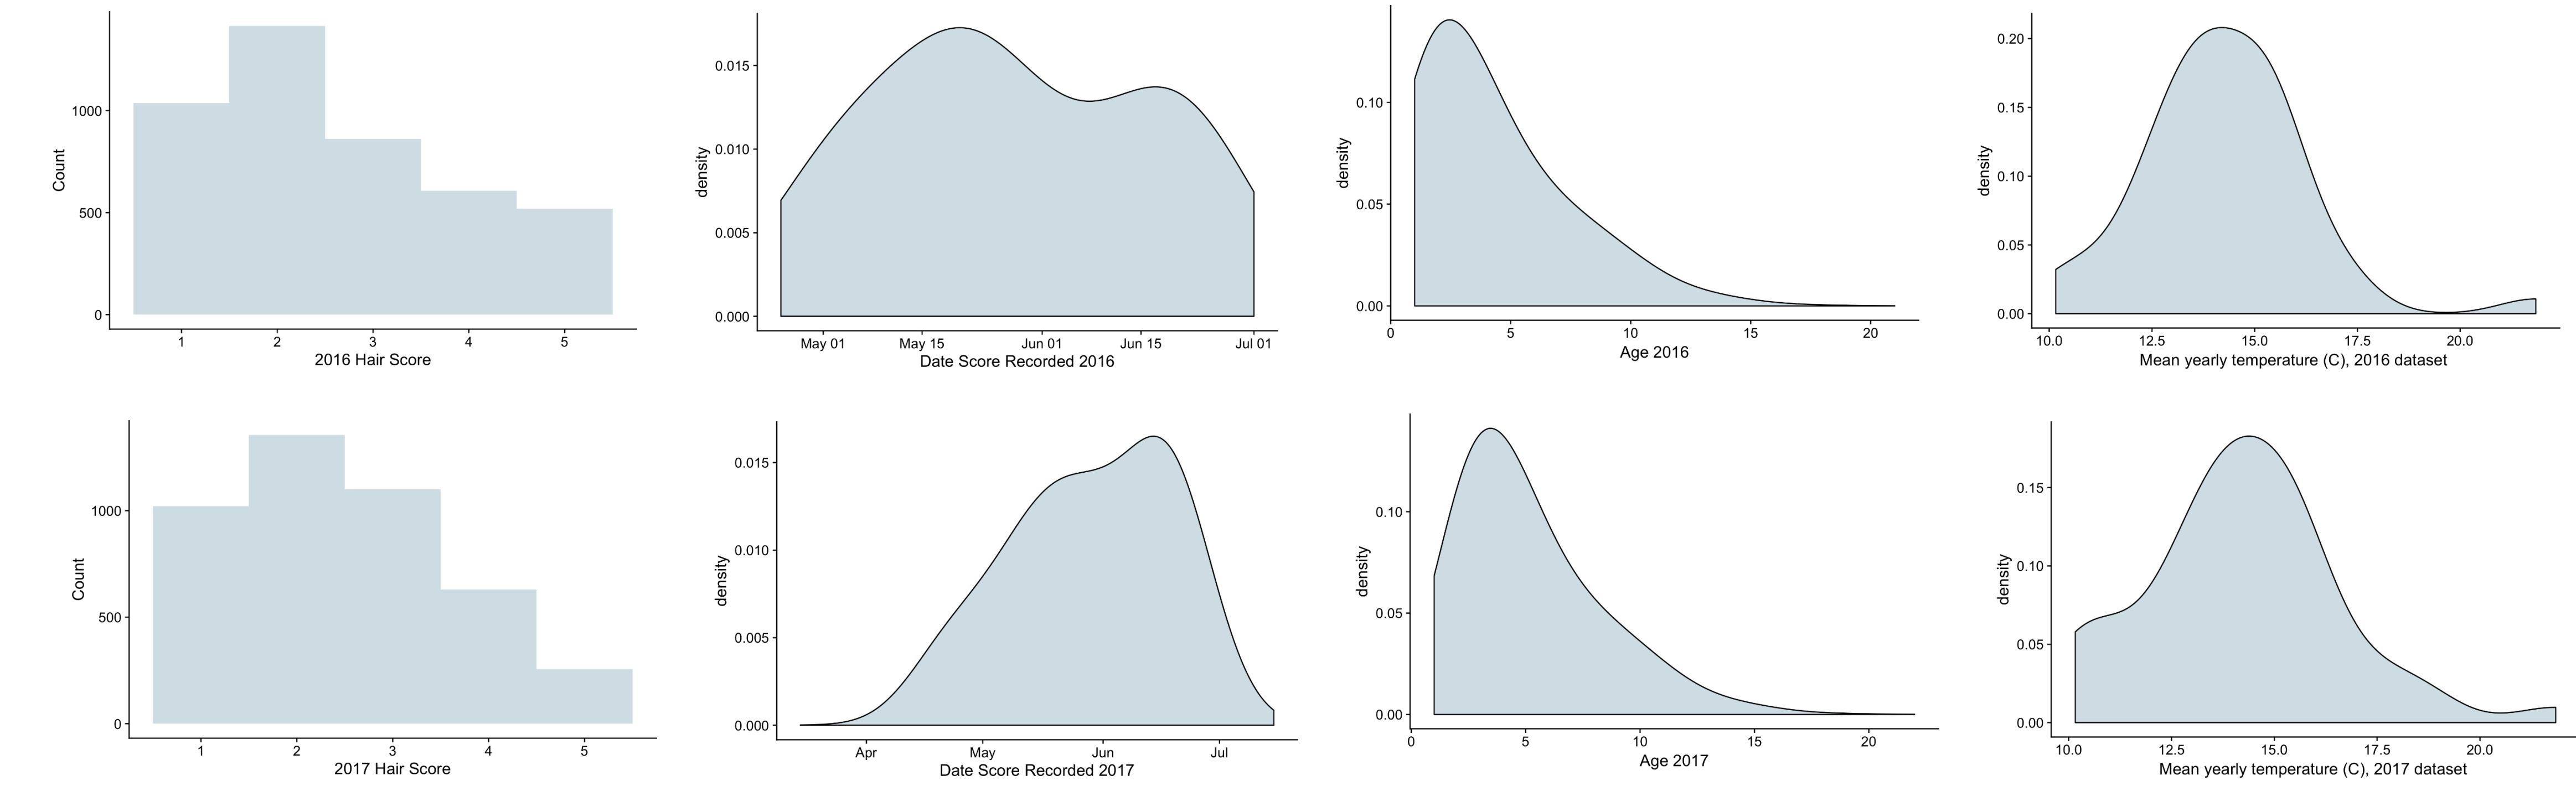 Count
1000
500
0
1 2 3 4 5
2016 Hair Score
density
0.015
0.010
0.005
0.000
May 01 May 15 Jun 01 Jun 15 Jul 01
Date Score Recorded 2016
density
0.10
0.05
0.00
0 5 10 15 20
Age 2016
density
0.20
0.15
0.10
0.05
0.00
10.0 12.5 15.0 17.5 20.0
Mean yearly temperature (C), 2016 dataset
Count
1000
500
0
1 2 3 4 5
2017 Hair Score
density
0.015
0.010
0.005
0.000
Apr May Jun Jul
Date Score Recorded 2017
density
0.10
0.05
0.00
0 5 10 15 20
Age 2017
density
0.15
0.10
0.05
0.00
10.0 12.5 15.0 17.5 20.0
Mean yearly temperature (C), 2017 dataset